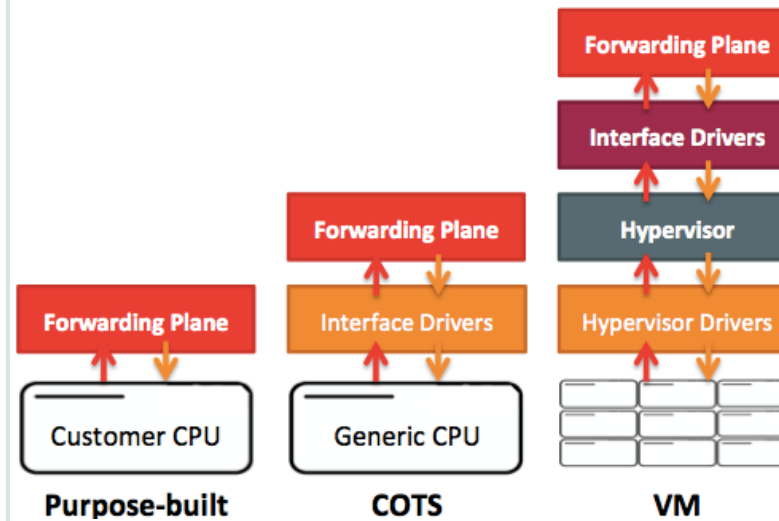 Forwarding Plane
Interface Drivers
Forwarding Plane
Hypervisor
Forwarding Plane
Interface Drivers
Hypervisor Drivers
Customer CPU
Generic CPU
Purpose-built
COTS
VM